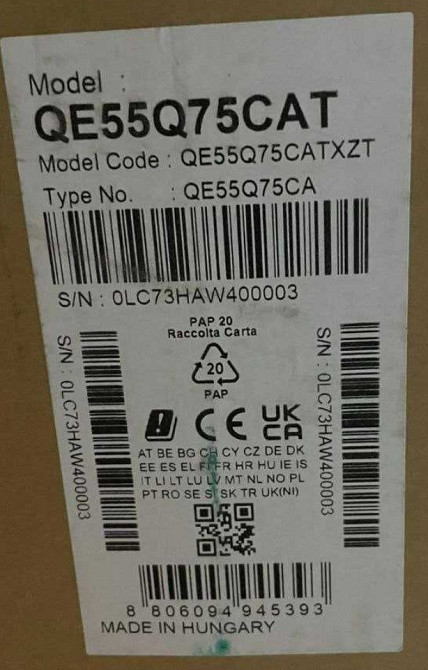 Model :
QE55Q75CAT
Model Code : QE55Q75CATXZT
Type No. : QE55Q75CA
S/N : 0LC73HAW400003
PAP 20
Raccolta Carta
20
PAP
S/N : 0LC73HAW400003
S/N : 0LC73HAW400003
CE UK
CA
AT BE BG CH CY CZ DE DK
EE ES EL FI FR HR HU IE IS
IT LI LT LU LV MT NL NO PL
PT RO SE SI SK TR UK(NI)
8 806094 945393
MADE IN HUNGARY